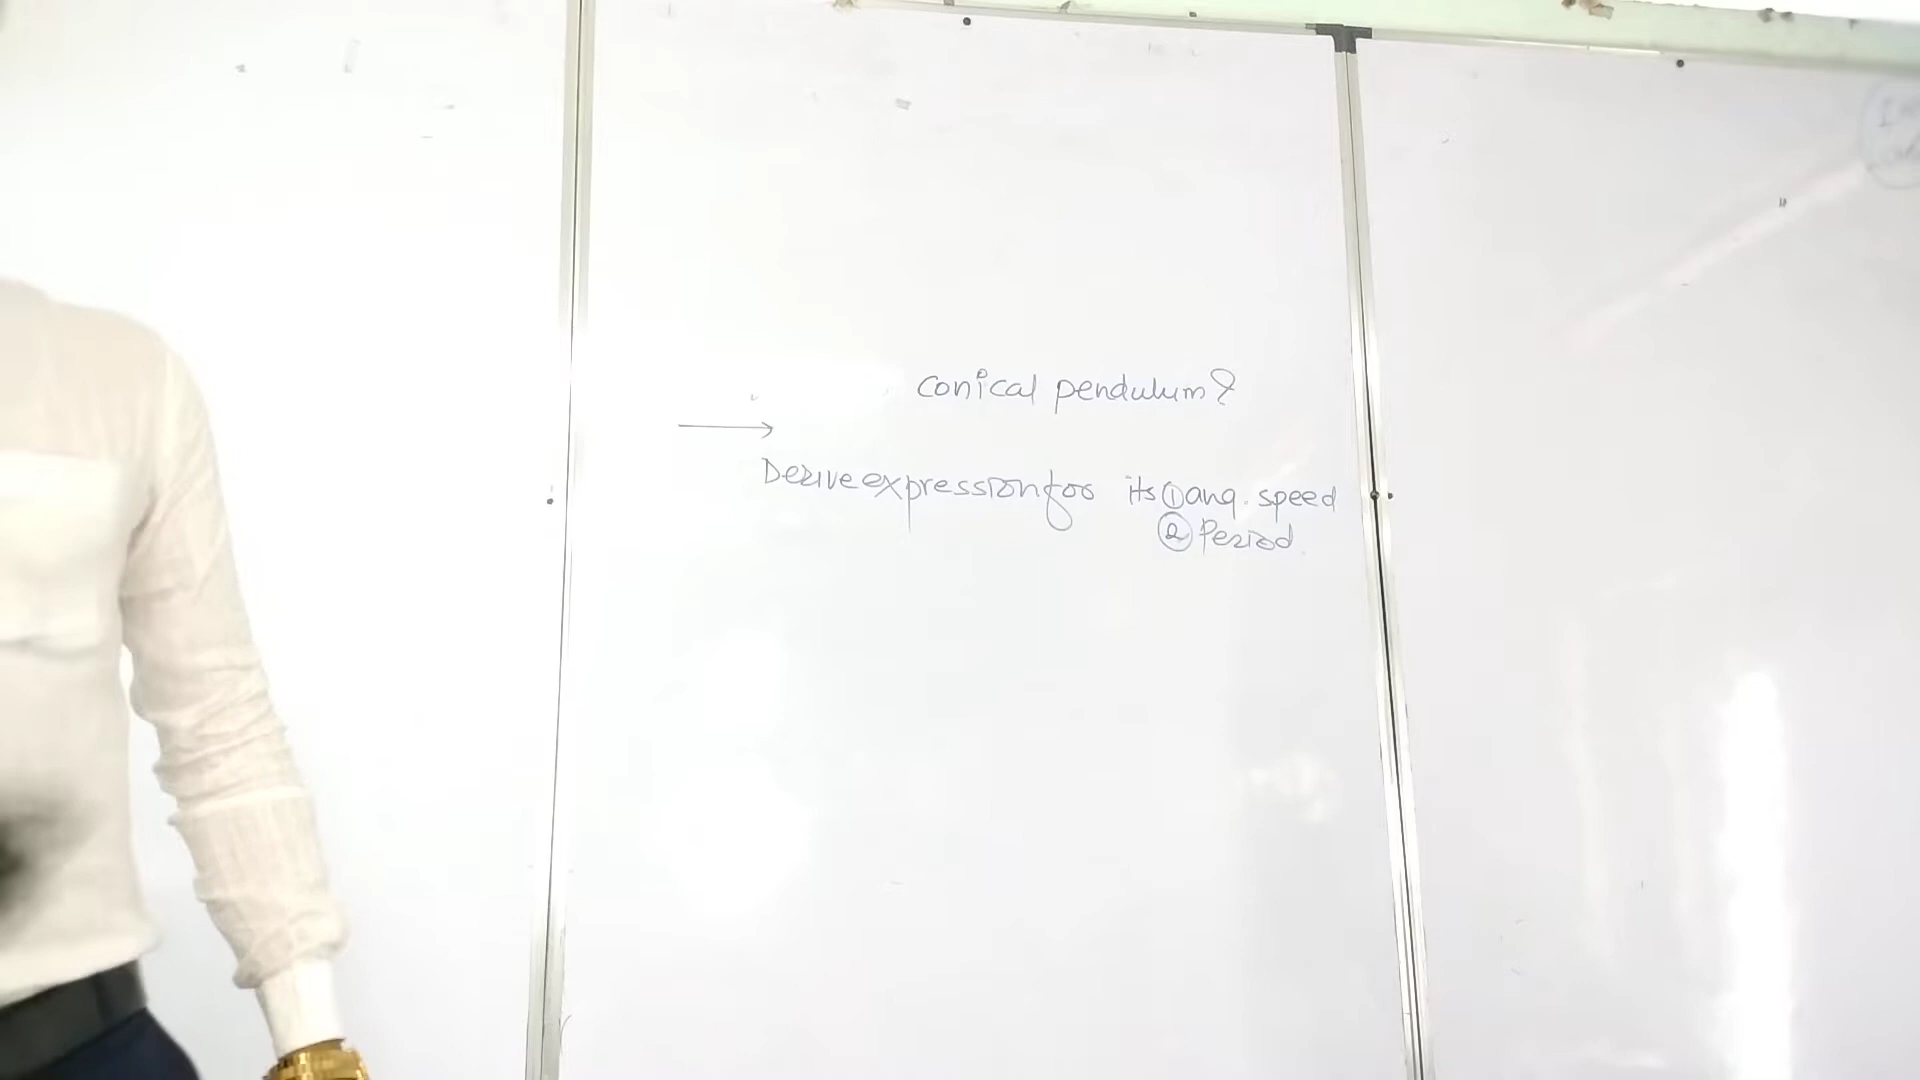 Conical pendulum?
Derive expression for its ① ang. speed
② Period